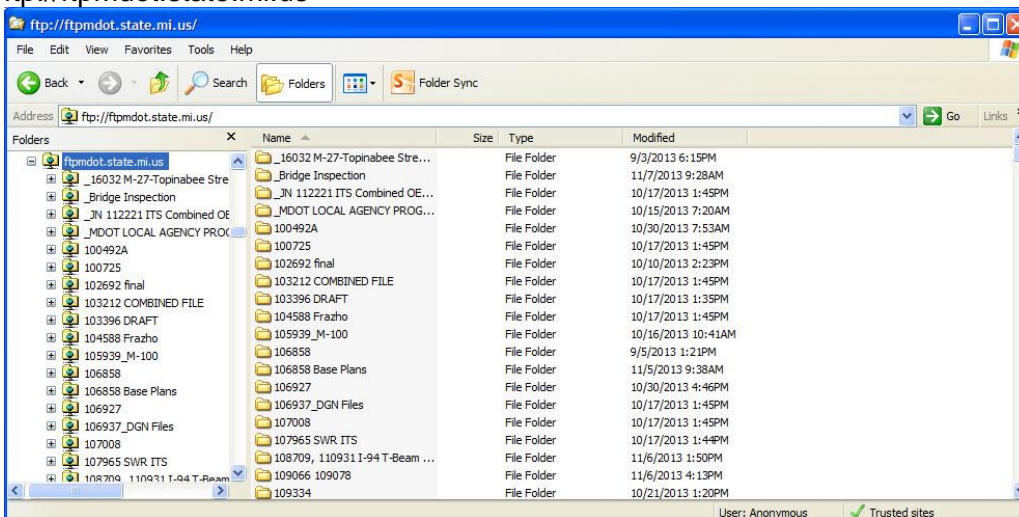 ftp://ftpmdot.state.mi.us/
File Edit View Favorites Tools Help
Back Search Folders Folder Sync
Address ftp://ftpmdot.state.mi.us/ Go Links
Folders x Name Size Type Modified
ftpmdot.state.mi.us
_16032 M-27-Topinabee Stre
_Bridge Inspection
_JN 112221 ITS Combined OE
_MDOT LOCAL AGENCY PROG
100492A
100725
102692 final
103212 COMBINED FILE
103396 DRAFT
104588 Frazho
105939_M-100
106858
106858 Base Plans
106927
106937_DGN Files
107008
107965 SWR ITS
108709, 110931 I-94 T-Beam
_16032 M-27-Topinabee Stre... File Folder 9/3/2013 6:15PM
_Bridge Inspection File Folder 11/7/2013 9:28AM
_JN 112221 ITS Combined OE... File Folder 10/17/2013 1:45PM
_MDOT LOCAL AGENCY PROG... File Folder 10/15/2013 7:20AM
100492A File Folder 10/30/2013 7:53AM
100725 File Folder 10/17/2013 1:45PM
102692 final File Folder 10/10/2013 2:23PM
103212 COMBINED FILE File Folder 10/17/2013 1:45PM
103396 DRAFT File Folder 10/17/2013 1:35PM
104588 Frazho File Folder 10/17/2013 1:45PM
105939_M-100 File Folder 10/16/2013 10:41AM
106858 File Folder 9/5/2013 1:21PM
106858 Base Plans File Folder 11/5/2013 9:38AM
106927 File Folder 10/30/2013 4:46PM
106937_DGN Files File Folder 10/17/2013 1:45PM
107008 File Folder 10/17/2013 1:45PM
107965 SWR ITS File Folder 10/17/2013 1:44PM
108709, 110931 I-94 T-Beam ... File Folder 11/6/2013 1:50PM
109066 109078 File Folder 11/6/2013 4:13PM
109334 File Folder 10/21/2013 1:20PM
User: Anonymous Trusted sites